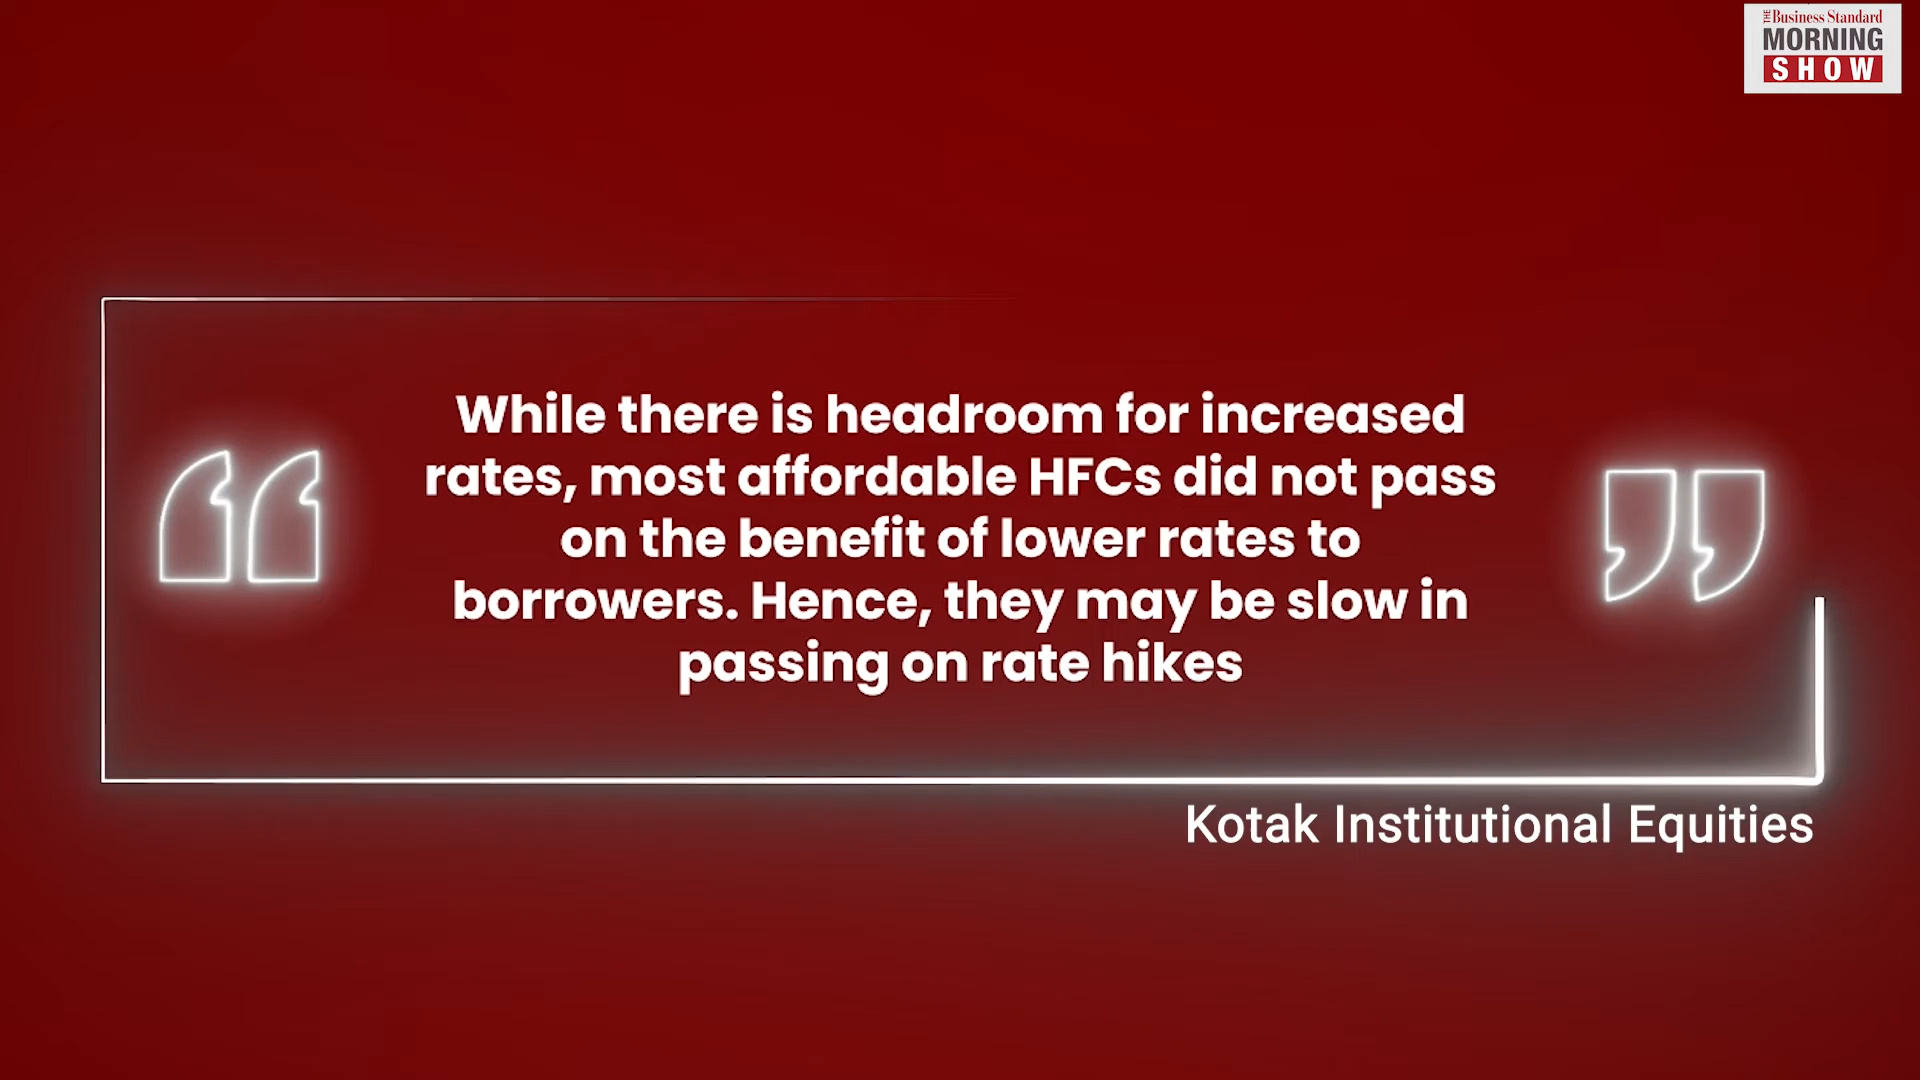 THE Business Standard
MORNING
SHOW
While there is headroom for increased
rates, most affordable HFCs did not pass
on the benefit of lower rates to
borrowers. Hence, they may be slow in
passing on rate hikes
Kotak Institutional Equities